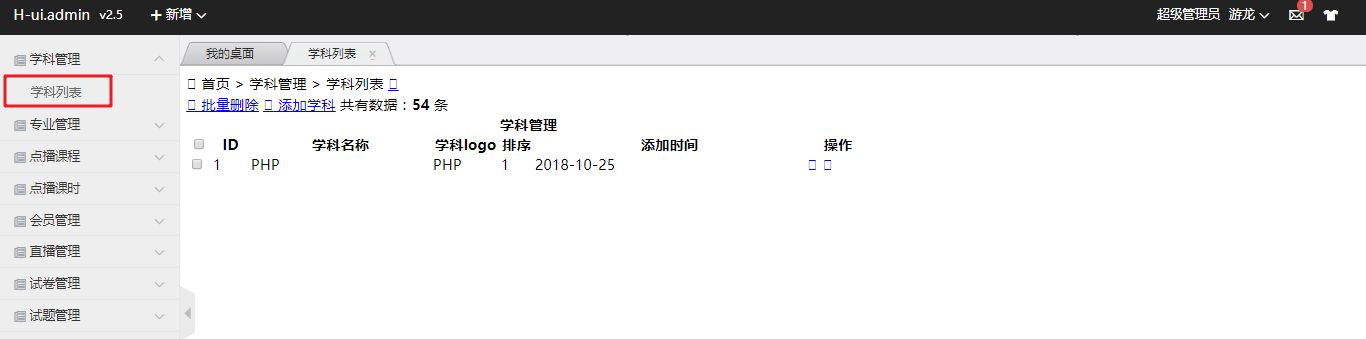 H-ui.admin v2.5 新增 超级管理员 游龙 1
学科管理
学科列表
专业管理
点播课程
点播课时
会员管理
直播管理
试卷管理
试题管理
我的桌面 学科列表
首页 > 学科管理 > 学科列表
批量删除 添加学科 共有数据：54 条
学科管理
ID 学科名称 学科logo 排序 添加时间 操作
1 PHP PHP 1 2018-10-25